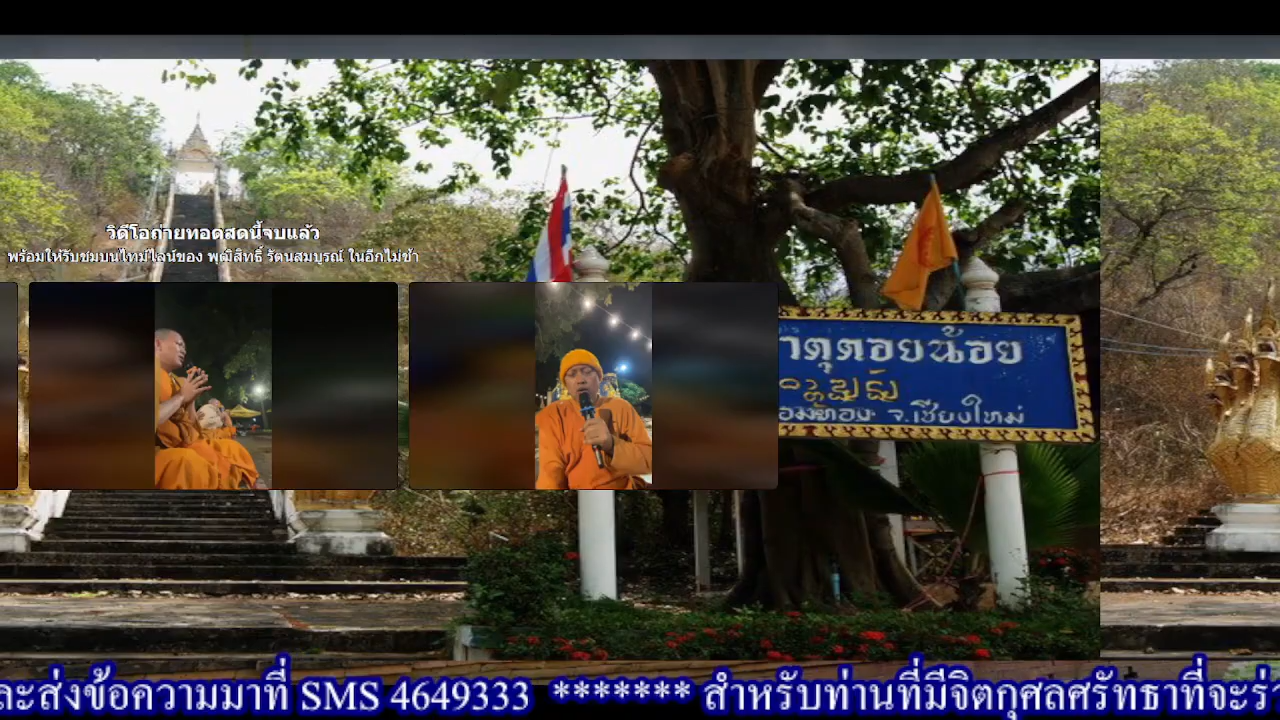 วิดีโอถ่ายทอดสดนี้จบแล้ว
พร้อมให้รับชมบนไทม์ไลน์ของ พุฒิสิทธิ์ รัตนสมบูรณ์ ในอีกไม่ช้า
าตุดอยน้อย
อมทอง จ.เชียงใหม่
ละส่งข้อความมาที่ SMS 4649333 ******* สำหรับท่านที่มีจิตกุศลศรัทธาที่จะร่ว